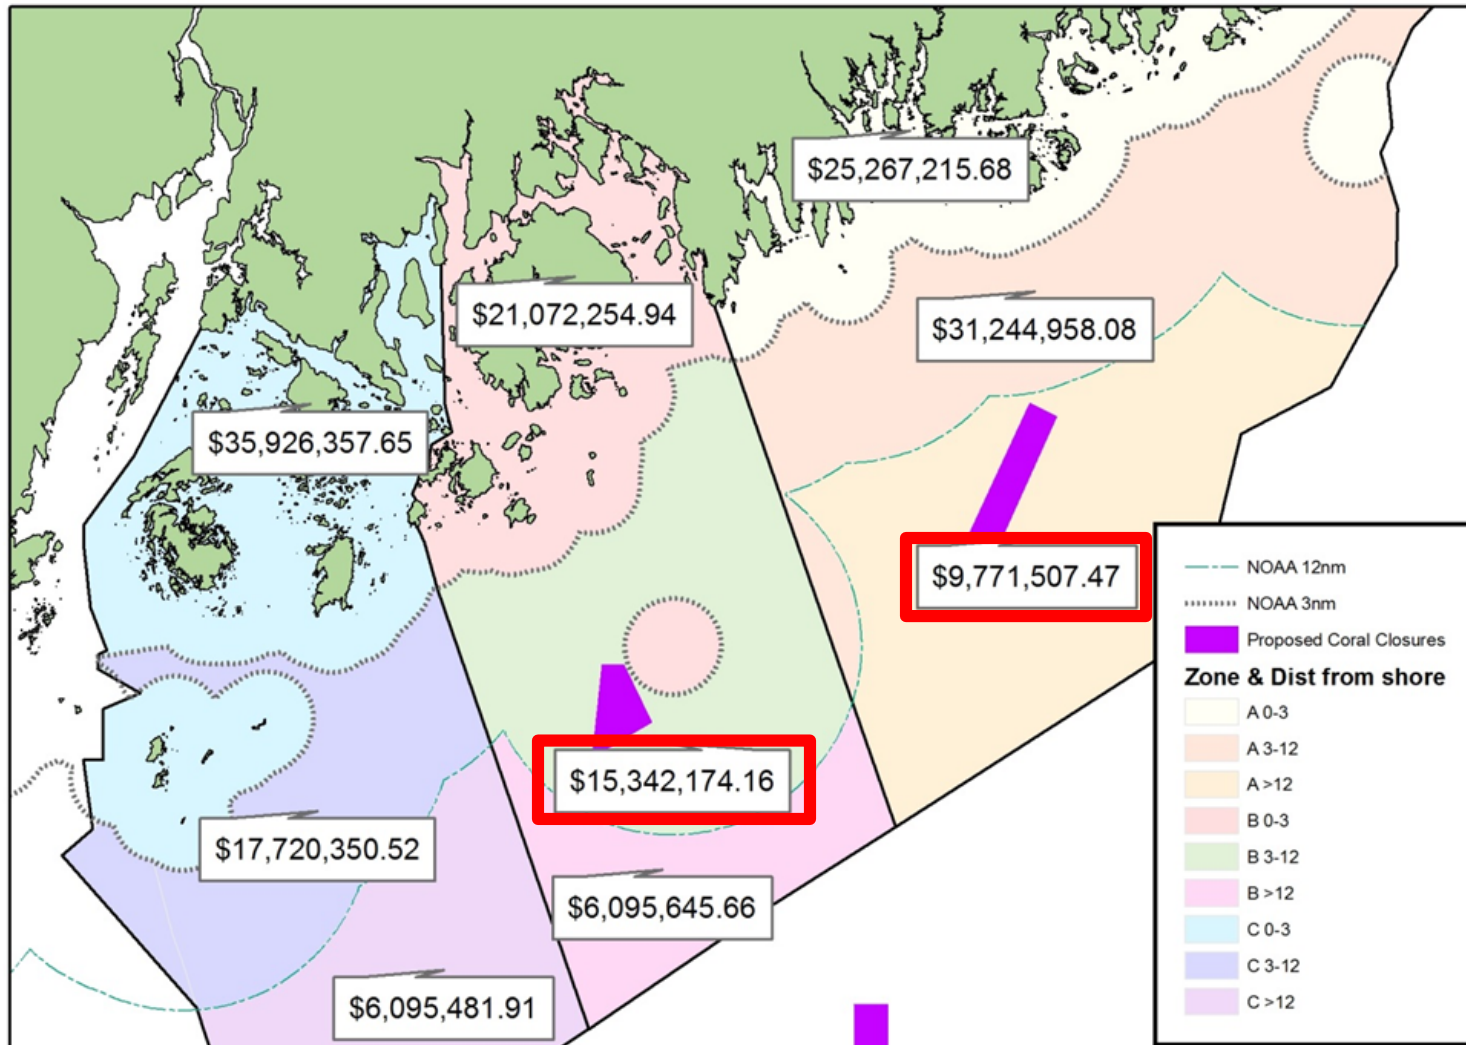 $25,267,215.68
$21,072,254.94
$31,244,958.08
$35,926,357.65
$9,771,507.47
$15,342,174.16
$17,720,350.52
$6,095,645.66
$6,095,481.91
NOAA 12nm
NOAA 3nm
Proposed Coral Closures
Zone & Dist from shore
A 0-3
A 3-12
A >12
B 0-3
B 3-12
B >12
C 0-3
C 3-12
C >12